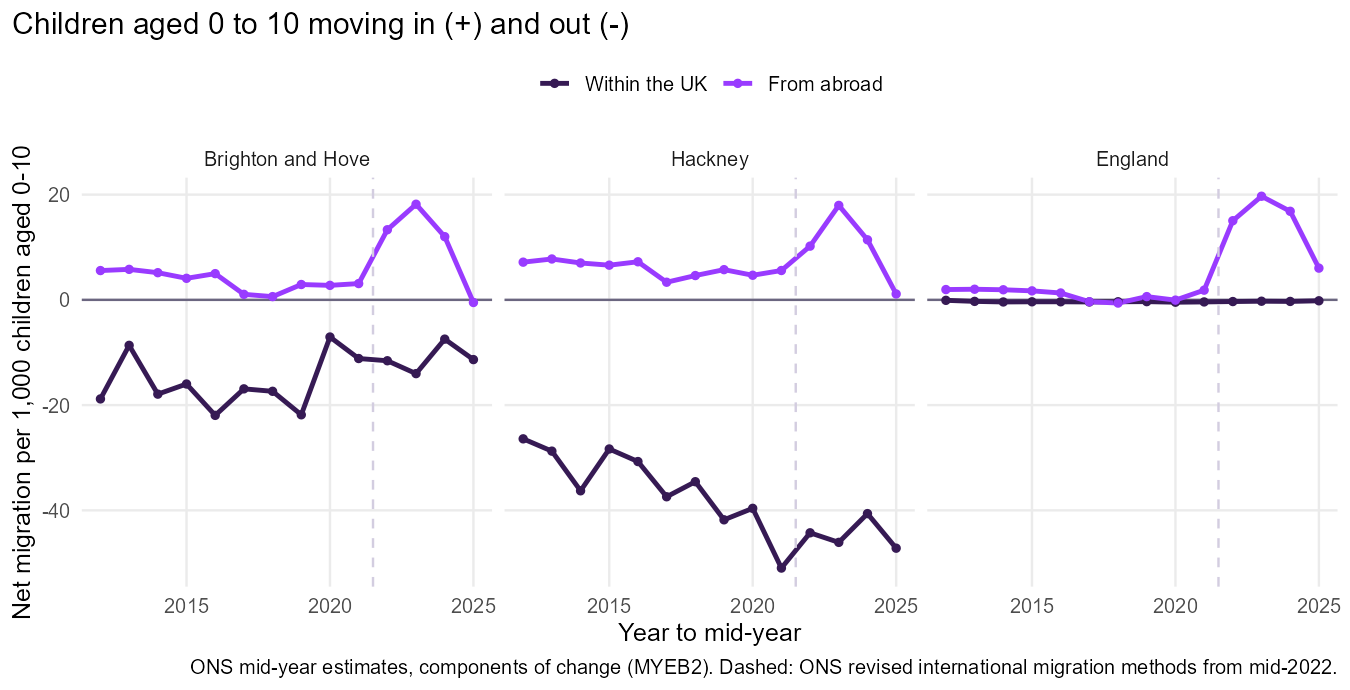 Children aged 0 to 10 moving in (+) and out (-)
Within the UK
From abroad
Net migration per 1,000 children aged 0-10
Brighton and Hove
Hackney
England
20
0
-20
-40
2015
2020
2025
2015
2020
2025
2015
2020
2025
Year to mid-year
ONS mid-year estimates, components of change (MYEB2). Dashed: ONS revised international migration methods from mid-2022.